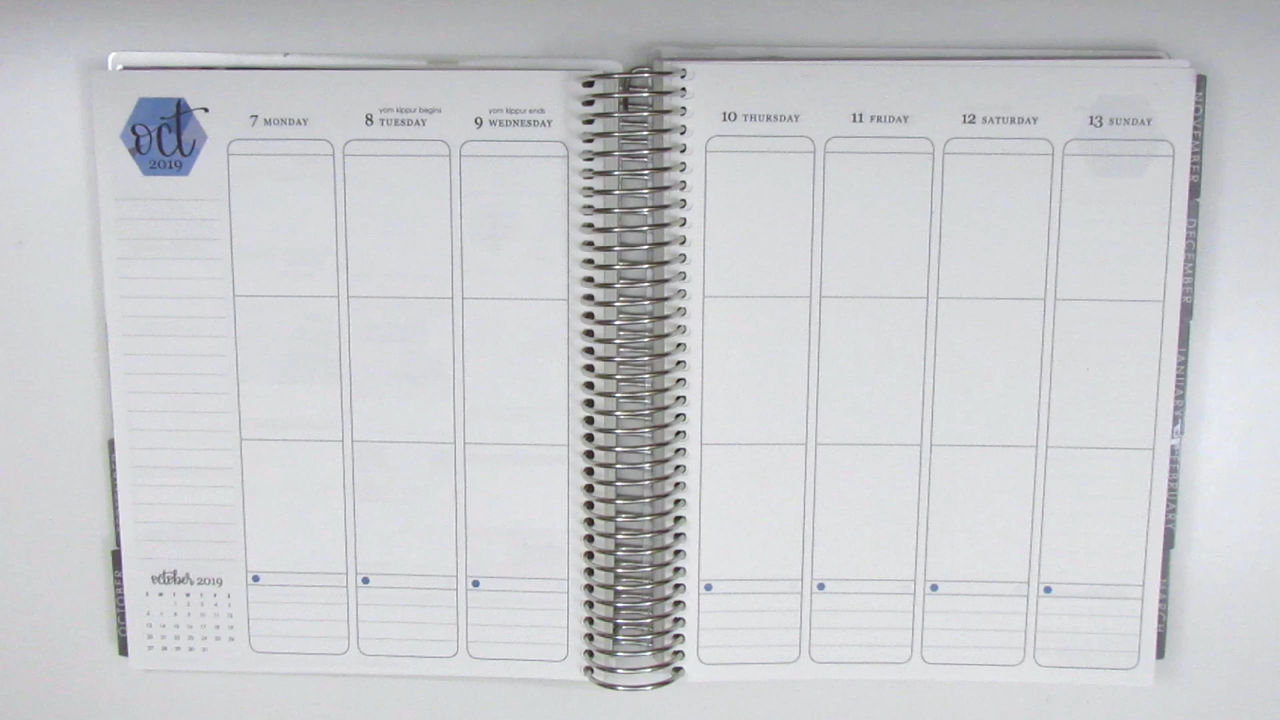 oct
2019
7 MONDAY
yom kippur begins
8 TUESDAY
yom kippur ends
9 WEDNESDAY
10 THURSDAY
11 FRIDAY
12 SATURDAY
13 SUNDAY
october 2019
OCTOBER
NOVEMBER
DECEMBER
JANUARY
FEBRUARY
MARCH